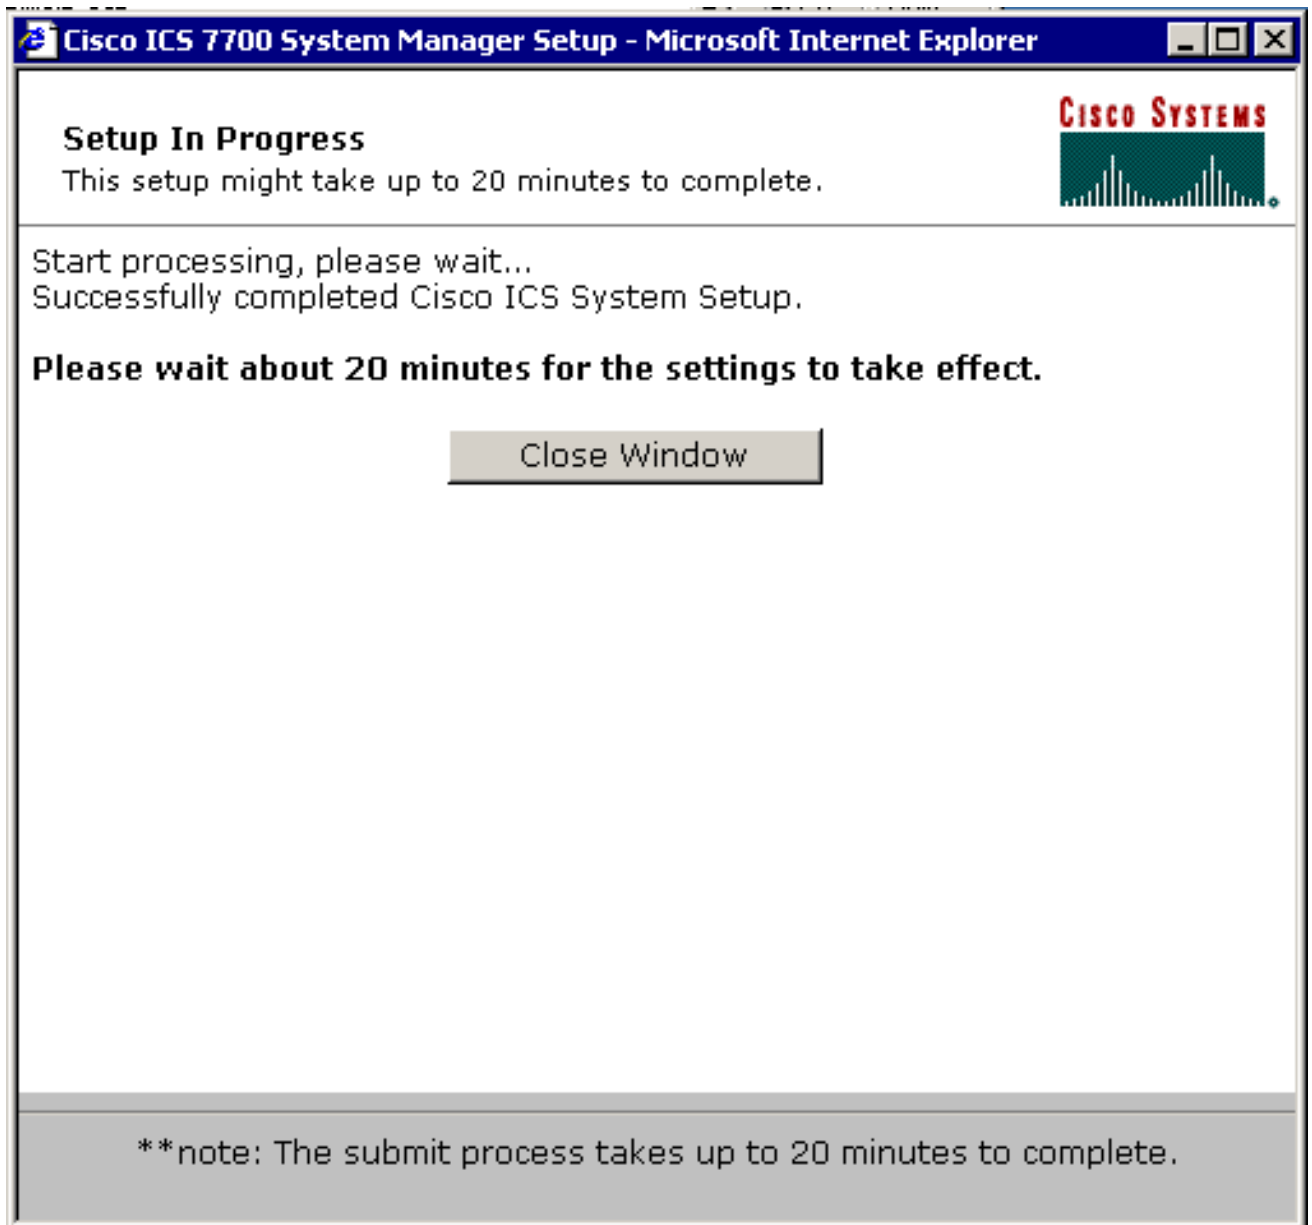 Cisco ICS 7700 System Manager Setup - Microsoft Internet Explorer
CISCO SYSTEMS
Setup In Progress
This setup might take up to 20 minutes to complete.
Start processing, please wait...
Successfully completed Cisco ICS System Setup.
Please wait about 20 minutes for the settings to take effect.
Close Window
**note: The submit process takes up to 20 minutes to complete.